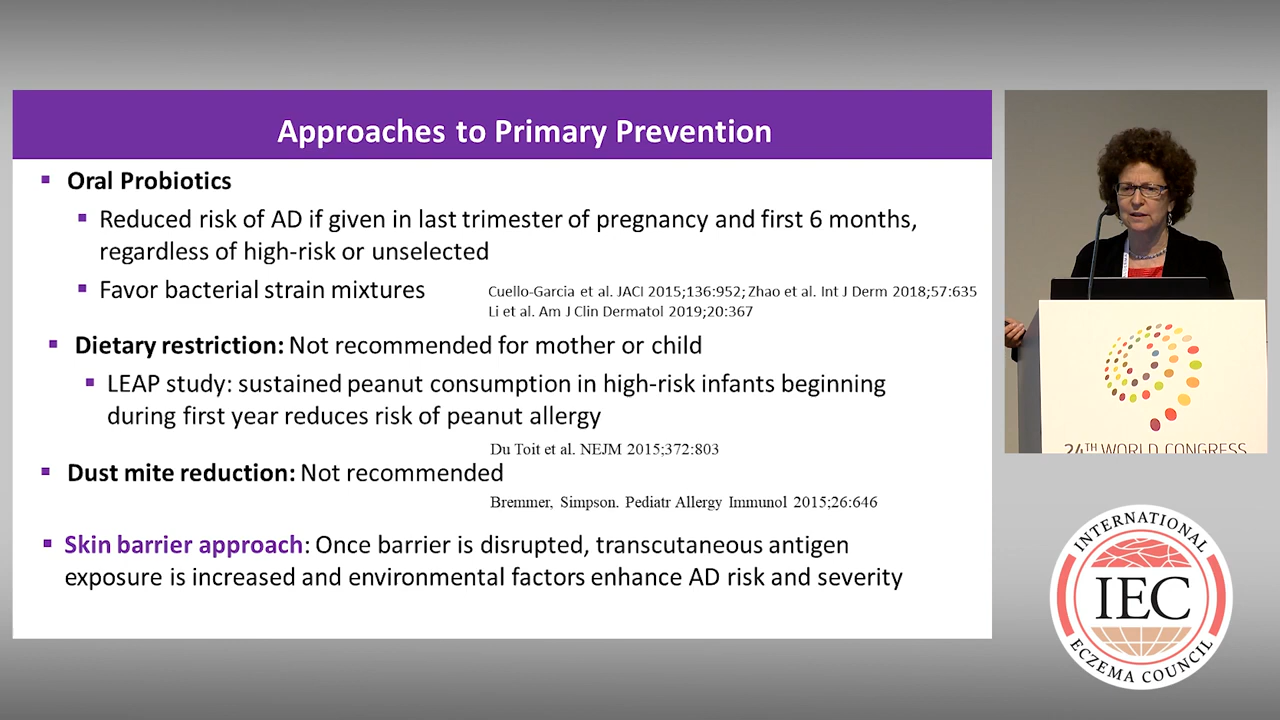 Approaches to Primary Prevention
Oral Probiotics
Reduced risk of AD if given in last trimester of pregnancy and first 6 months,
regardless of high-risk or unselected
Favor bacterial strain mixtures
Cuello-Garcia et al. JACI 2015;136:952; Zhao et al. Int J Derm 2018;57:635
Li et al. Am J Clin Dermatol 2019;20:367
Dietary restriction: Not recommended for mother or child
LEAP study: sustained peanut consumption in high-risk infants beginning
during first year reduces risk of peanut allergy
Du Toit et al. NEJM 2015;372:803
Dust mite reduction: Not recommended
Bremmer, Simpson. Pediatr Allergy Immunol 2015;26:646
Skin barrier approach: Once barrier is disrupted, transcutaneous antigen
exposure is increased and environmental factors enhance AD risk and severity
24TH WORLD CONGRESS
INTERNATIONAL
IEC
ECZEMA COUNCIL